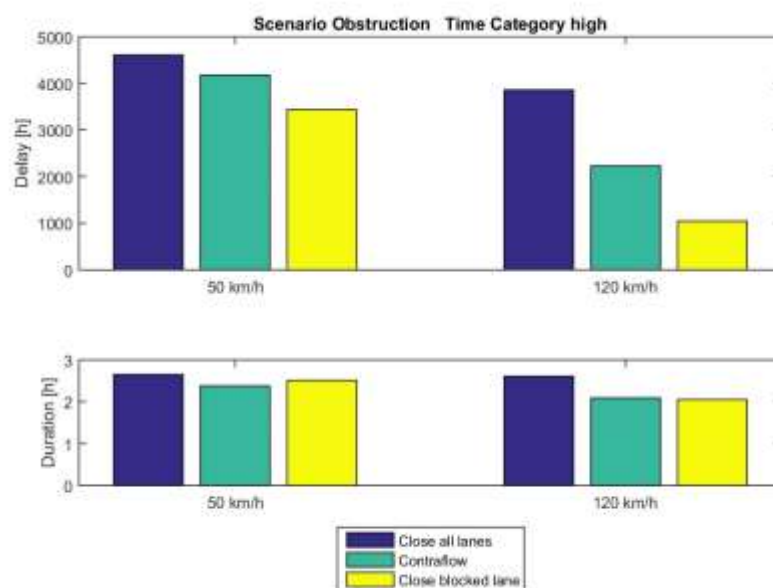 Scenario Obstruction Time Category high
Delay [h]
5000
4000
3000
2000
1000
0
50 km/h
120 km/h
Duration [h]
3
2
1
0
50 km/h
120 km/h
Close all lanes
Contraflow
Close blocked lane